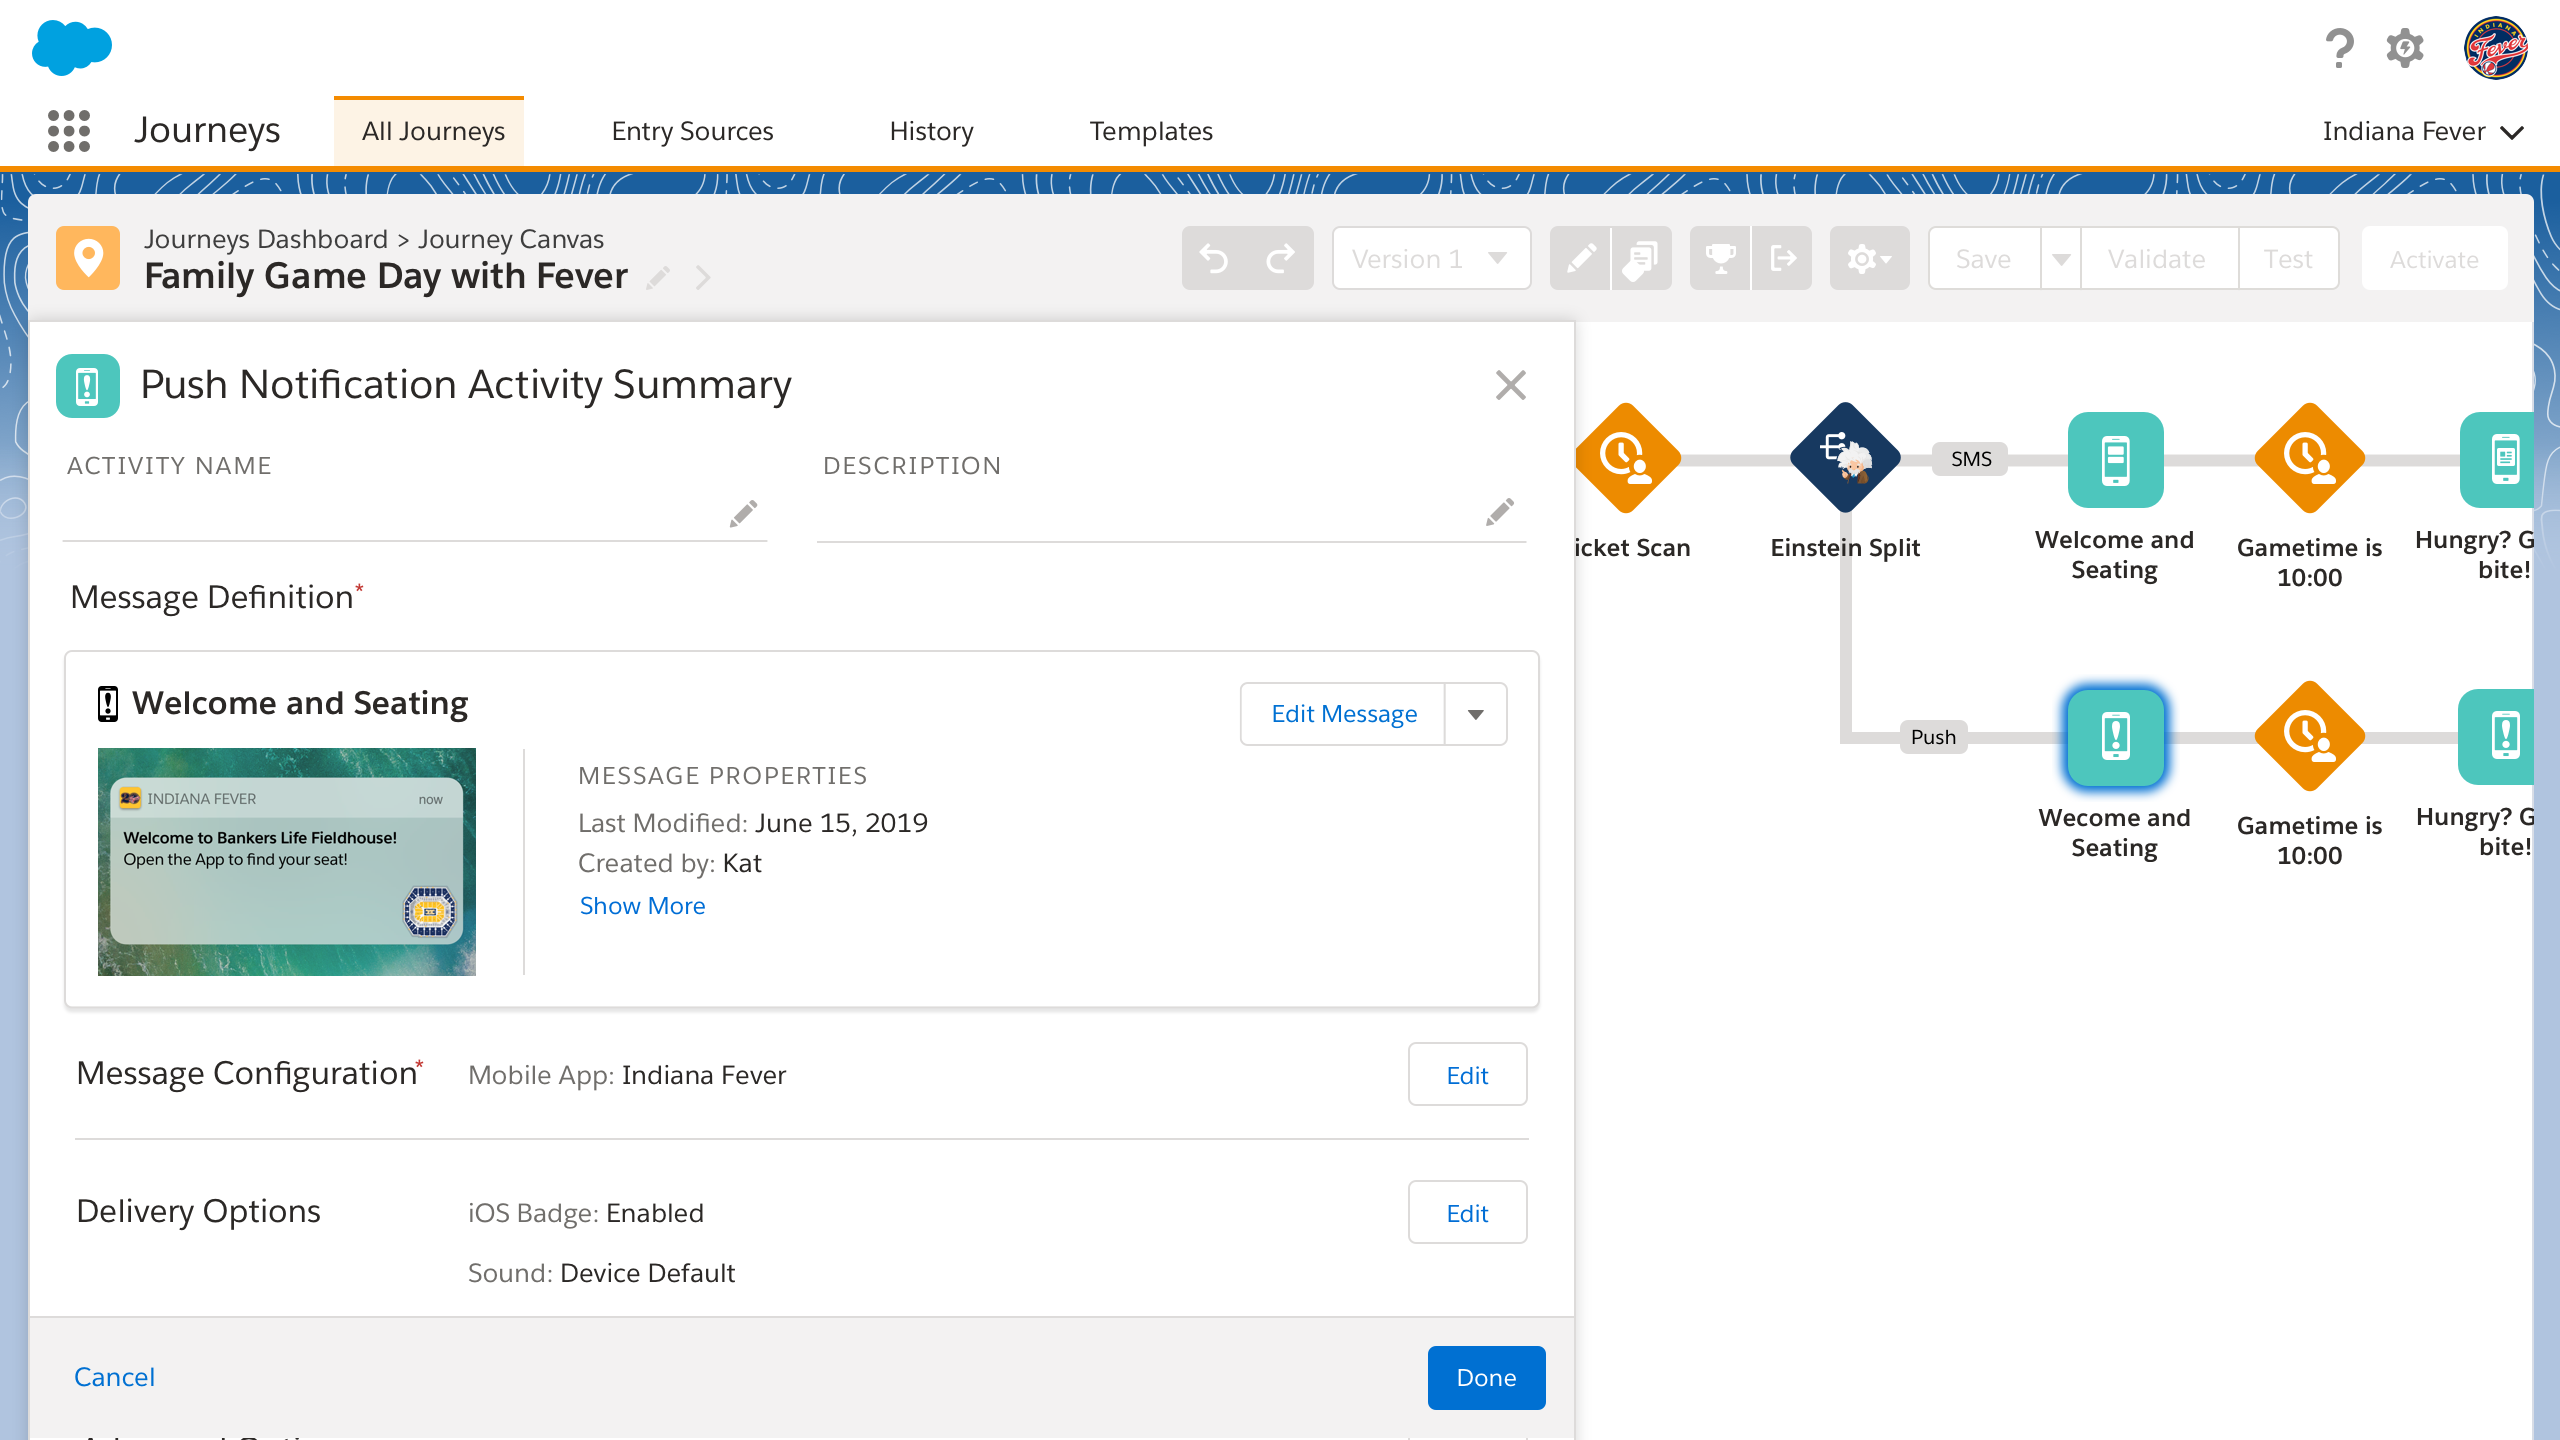 Journeys
All Journeys
Entry Sources
History
Templates
Indiana Fever
Journeys Dashboard > Journey Canvas
Family Game Day with Fever
Version 1
Save
Validate
Test
Activate
Push Notification Activity Summary
ACTIVITY NAME
DESCRIPTION
Message Definition*
Welcome and Seating
Edit Message
INDIANA FEVER
now
Welcome to Bankers Life Fieldhouse!
Open the App to find your seat!
MESSAGE PROPERTIES
Last Modified: June 15, 2019
Created by: Kat
Show More
Message Configuration*
Mobile App: Indiana Fever
Edit
Delivery Options
iOS Badge: Enabled
Edit
Sound: Device Default
Cancel
Done
icket Scan
Einstein Split
SMS
Welcome and
Seating
Gametime is
10:00
Hungry? G
bite!
Push
Wecome and
Seating
Gametime is
10:00
Hungry? G
bite!
INDIANA
Fever